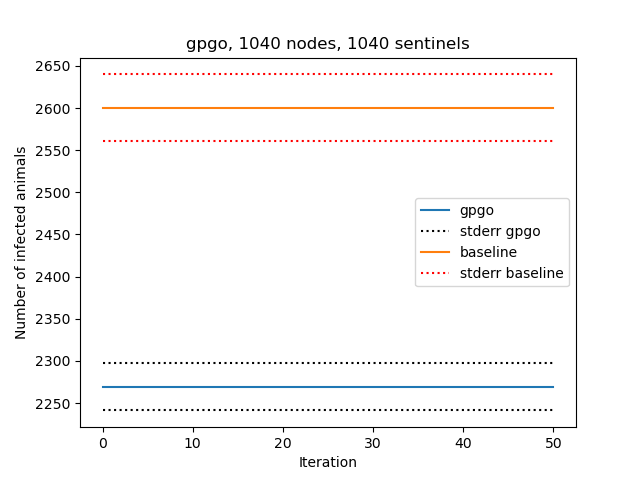 gpgo, 1040 nodes, 1040 sentinels
2650
2600
2550
2500
2450
2400
2350
2300
2250
Number of infected animals
gpgo
stderr gpgo
baseline
stderr baseline
0 10 20 30 40 50
Iteration